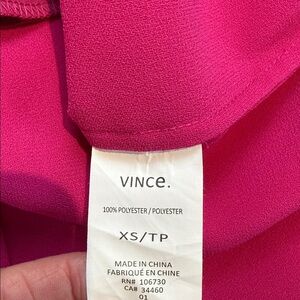 VINCE.
100% POLYESTER / POLYESTER
XS/TP
MADE IN CHINA
FABRIQUÉ EN CHINE
RN# 106730
CA# 34460
01